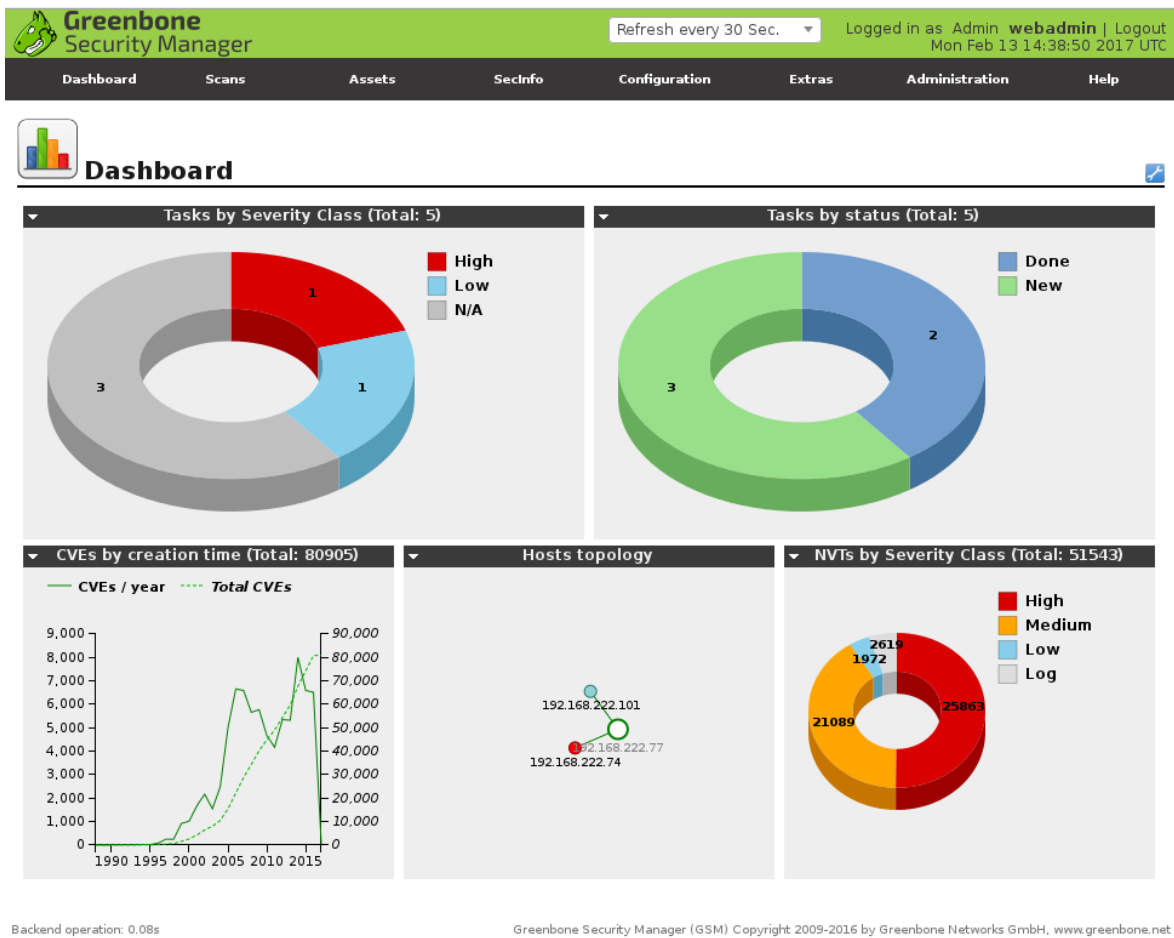 Greenbone
Security Manager
Refresh every 30 Sec.
Logged in as Admin webadmin | Logout
Mon Feb 13 14:38:50 2017 UTC
Dashboard Scans Assets SecInfo Configuration Extras Administration Help
Dashboard
Tasks by Severity Class (Total: 5)
High
Low
N/A
1
1
3
Tasks by status (Total: 5)
Done
New
2
3
CVEs by creation time (Total: 80905)
CVEs / year Total CVEs
9,000 90,000
8,000 80,000
7,000 70,000
6,000 60,000
5,000 50,000
4,000 40,000
3,000 30,000
2,000 20,000
1,000 10,000
0 0
1990 1995 2000 2005 2010 2015
Hosts topology
192.168.222.101
192.168.222.77
192.168.222.74
NVTs by Severity Class (Total: 51543)
High
Medium
Low
Log
2619
1972
25863
21089
Backend operation: 0.08s
Greenbone Security Manager (GSM) Copyright 2009-2016 by Greenbone Networks GmbH, www.greenbone.net